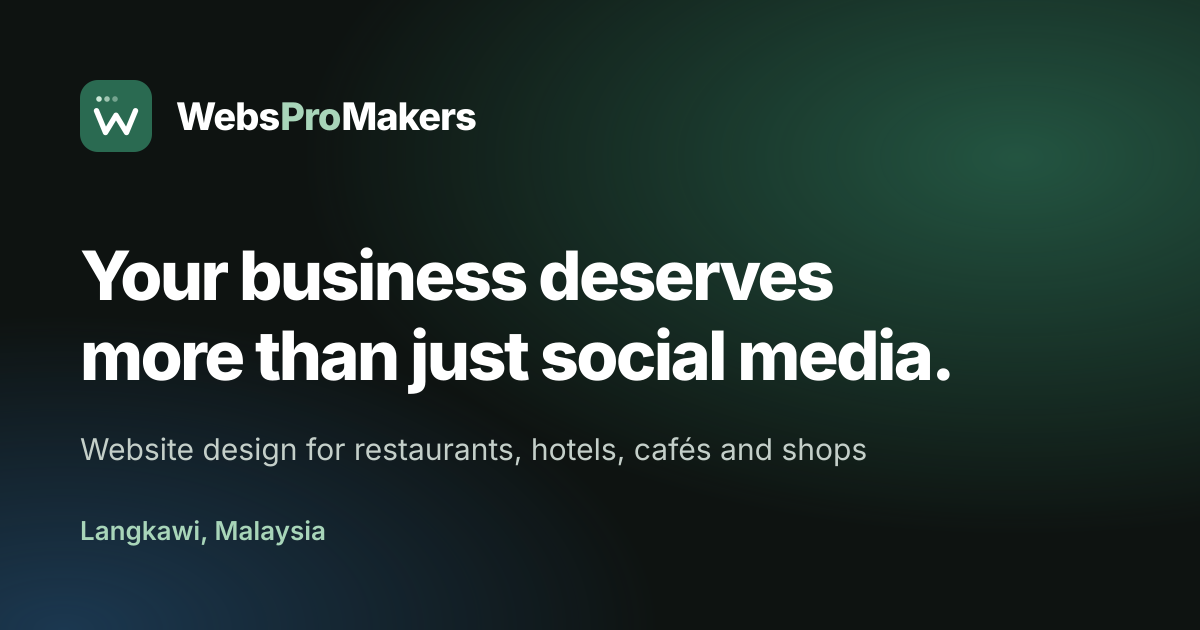 WebsProMakers
Your business deserves
more than just social media.
Website design for restaurants, hotels, cafés and shops
Langkawi, Malaysia